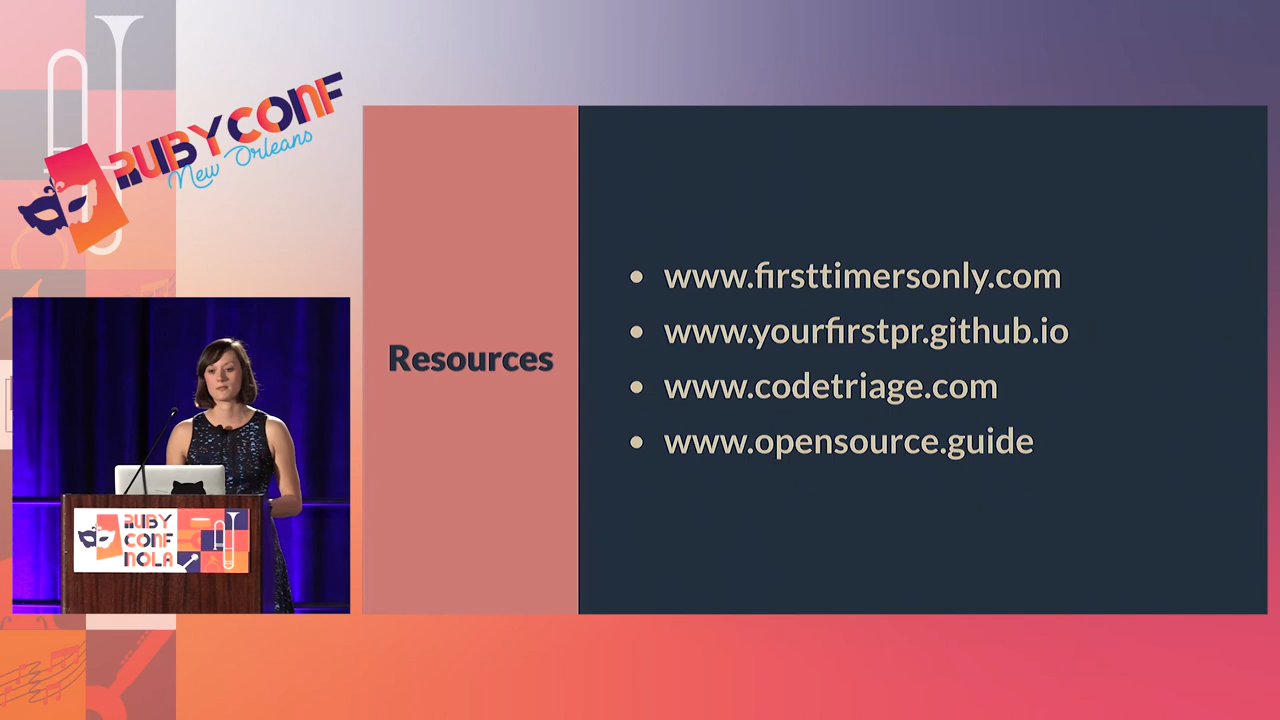 RUBYCONF
New Orleans
Resources
www.firsttimersonly.com
www.yourfirstpr.github.io
www.codetriage.com
www.opensource.guide
RUBY
CONF
NOLA